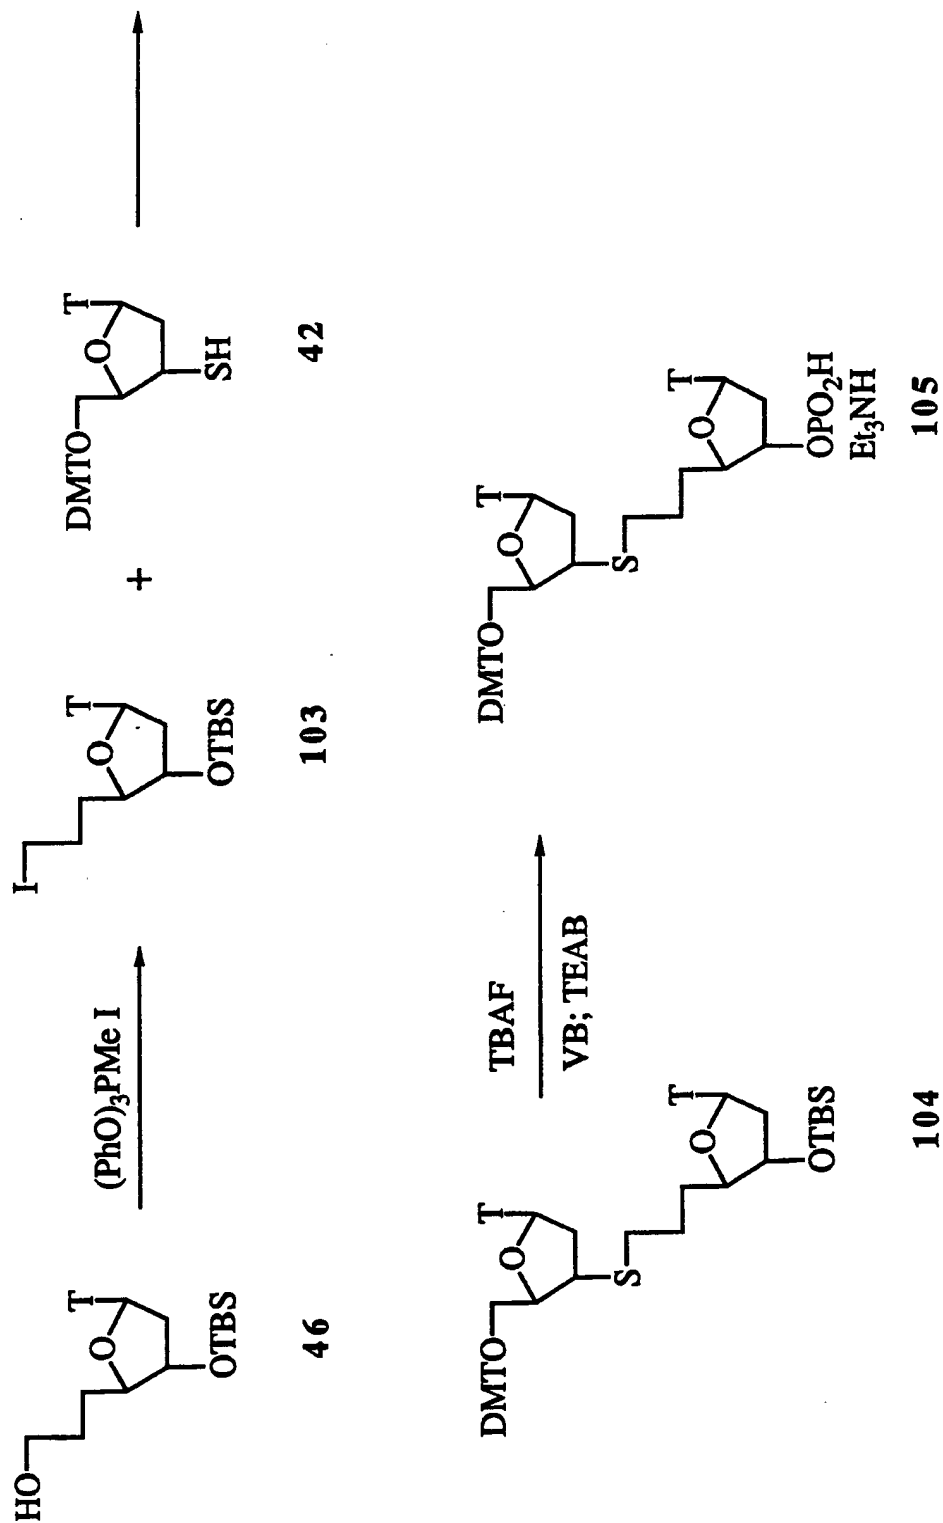 HO
T
O
OTBS
46
(PhO)₃PMe I
I
T
O
OTBS
103
+
DMTO
T
O
SH
42
DMTO
T
O
S
T
O
OTBS
104
TBAF
VB; TEAB
DMTO
T
O
S
T
O
OPO₂H
Et₃NH
105